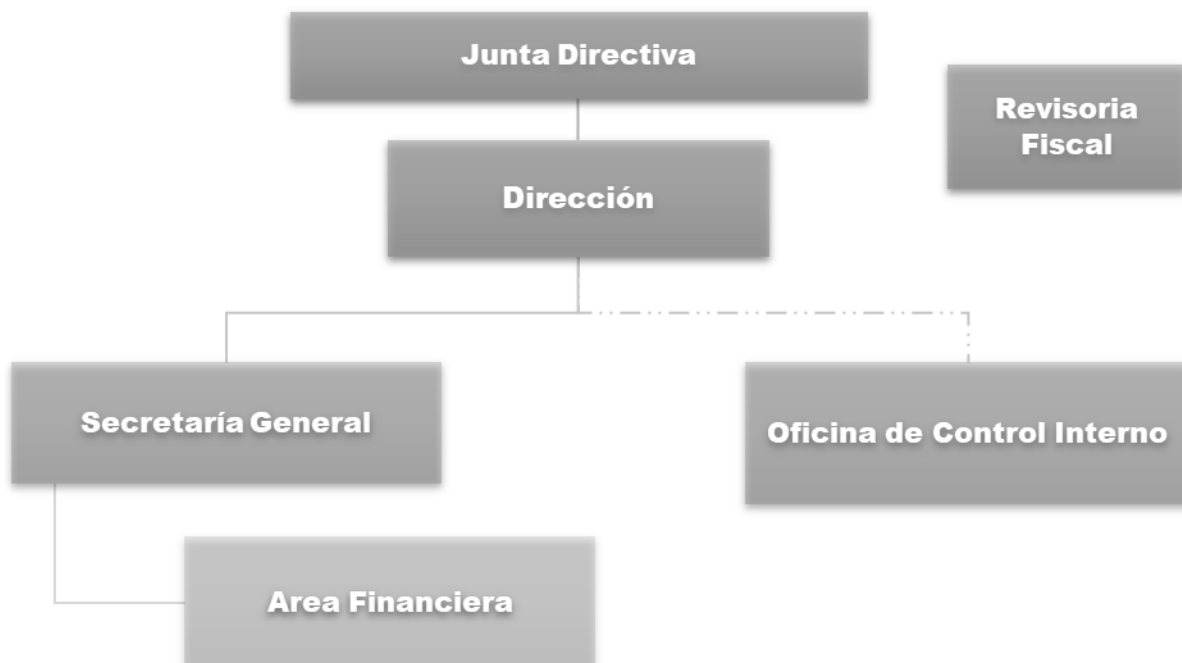 Junta Directiva
Revisoria
Fiscal
Dirección
Secretaría General
Oficina de Control Interno
Area Financiera